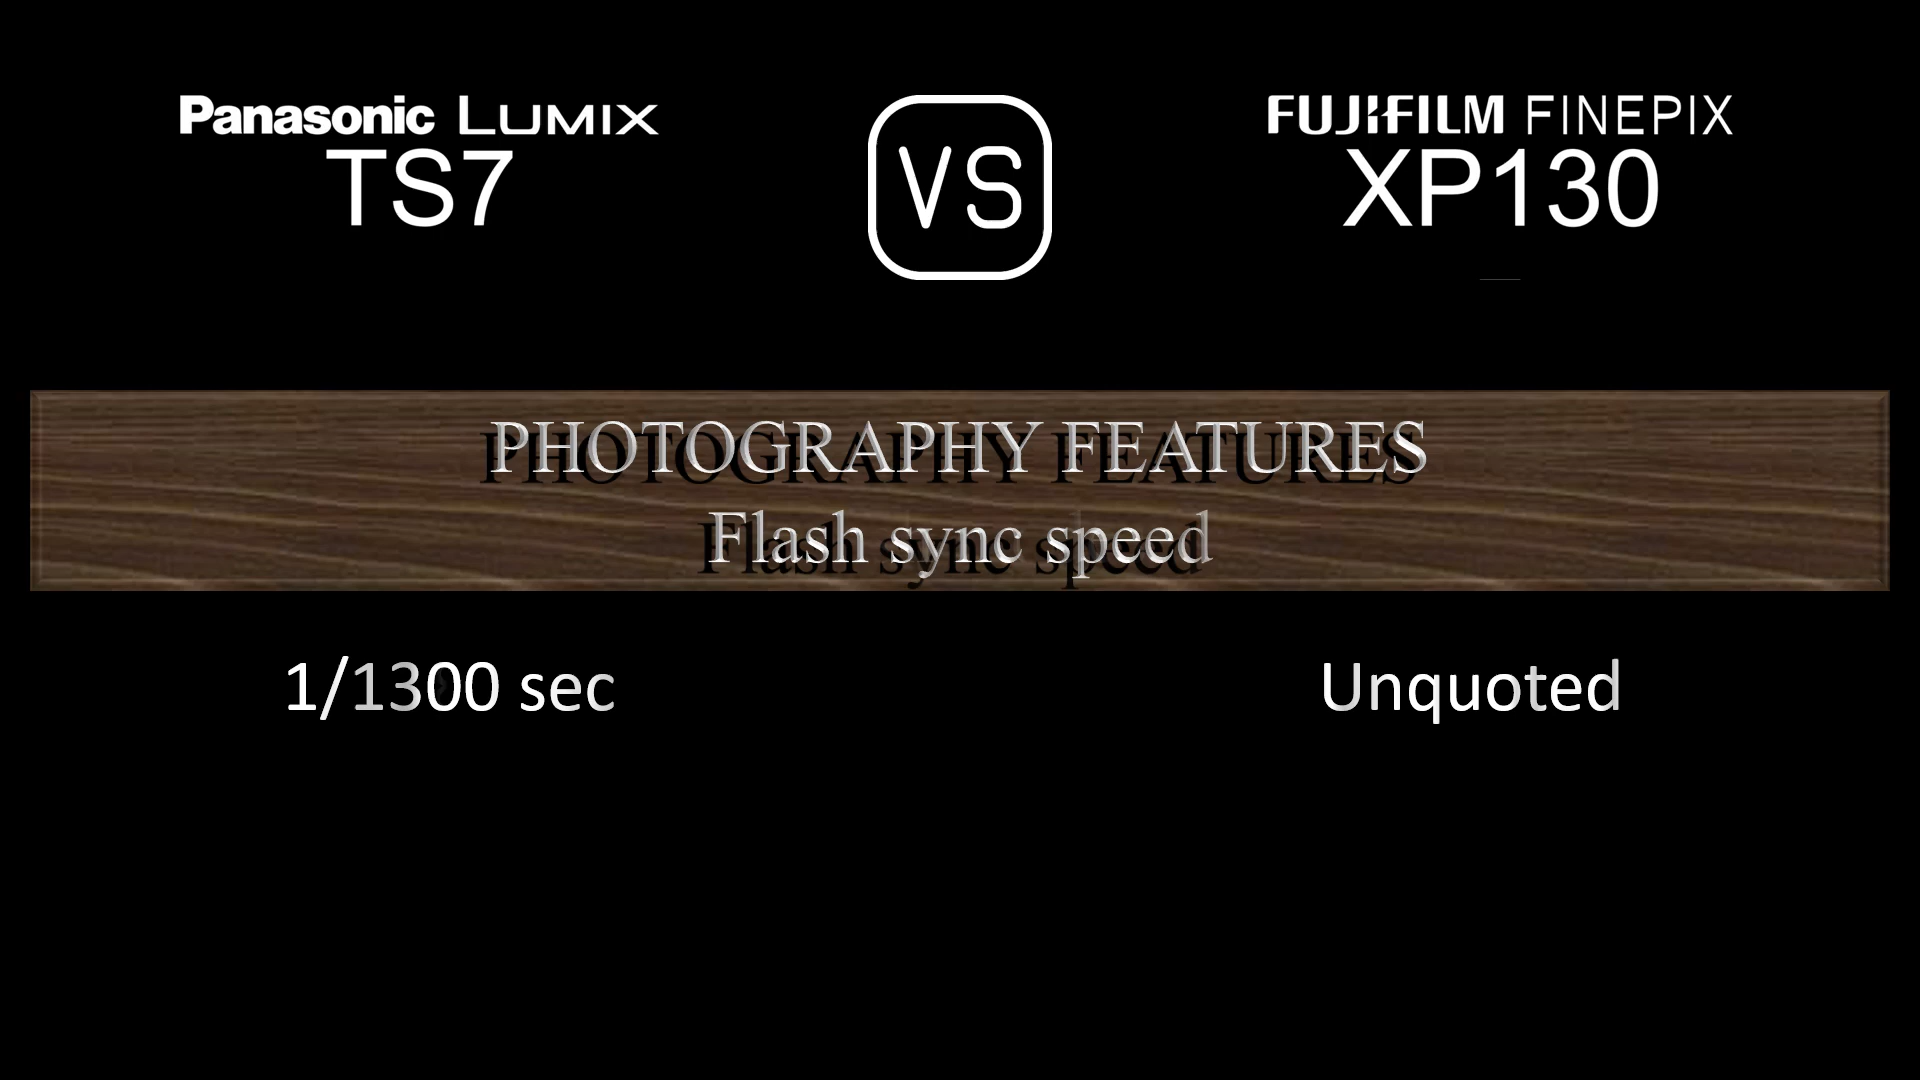 Panasonic LUMIX
TS7
VS
FUJIFILM FINEPIX
XP130
PHOTOGRAPHY FEATURES
Flash sync speed
1/1300 sec
Unquoted